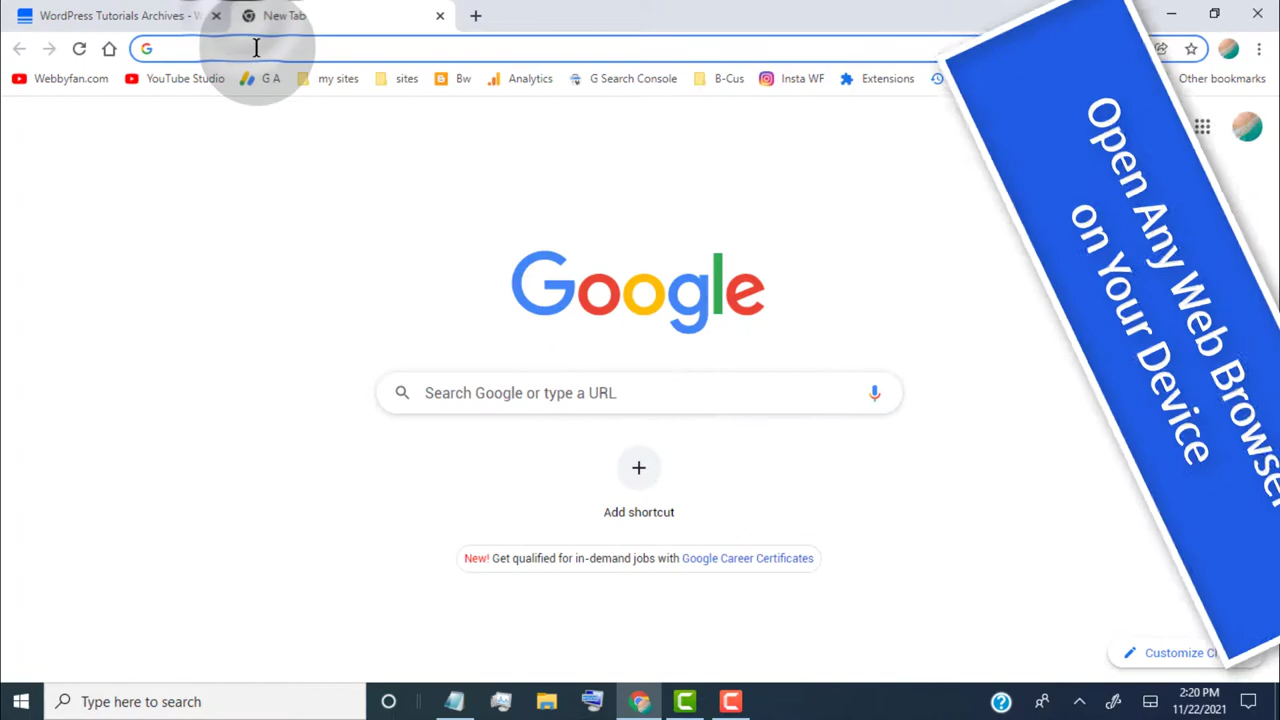 WordPress Tutorials Archives - W
New Tab
Webbyfan.com YouTube Studio G A my sites sites Bw Analytics G Search Console B-Cus Insta WF Extensions Other bookmarks
Open Any Web Browser
on Your Device
Google
Search Google or type a URL
Add shortcut
New! Get qualified for in-demand jobs with Google Career Certificates
Customize C
Type here to search
2:20 PM
11/22/2021